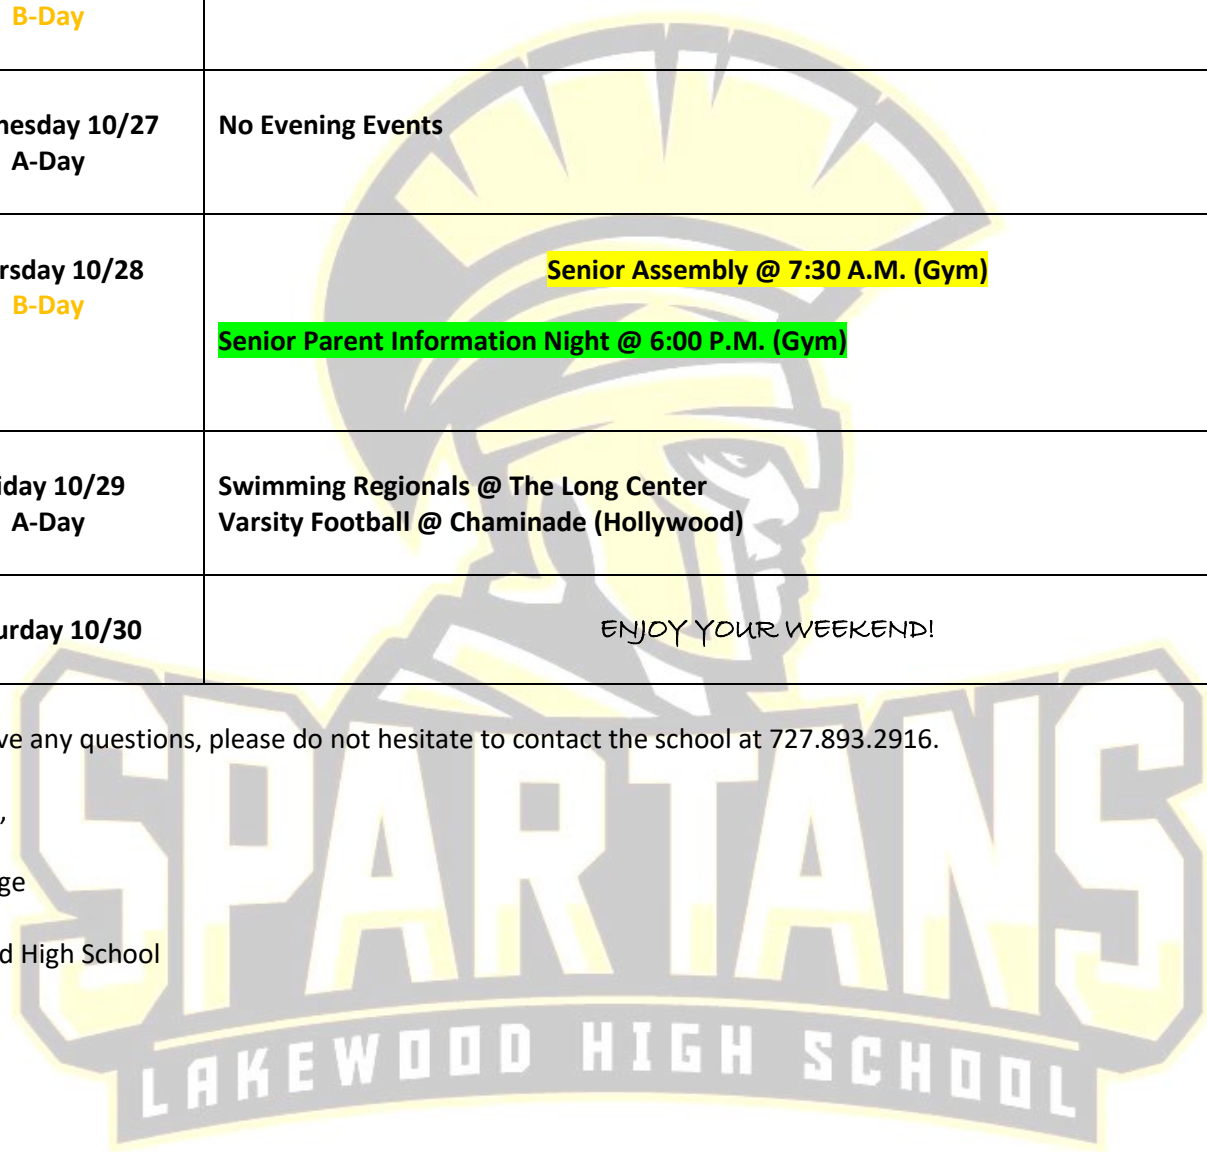 B-Day
nesday 10/27
A-Day
No Evening Events
rsday 10/28
B-Day
Senior Assembly @ 7:30 A.M. (Gym)
Senior Parent Information Night @ 6:00 P.M. (Gym)
iday 10/29
A-Day
Swimming Regionals @ The Long Center
Varsity Football @ Chaminade (Hollywood)
urday 10/30
ENJOY YOUR WEEKEND!
ve any questions, please do not hesitate to contact the school at 727.893.2916.
,
ge
d High School
SPARTANS
LAKEWOOD HIGH SCHOOL